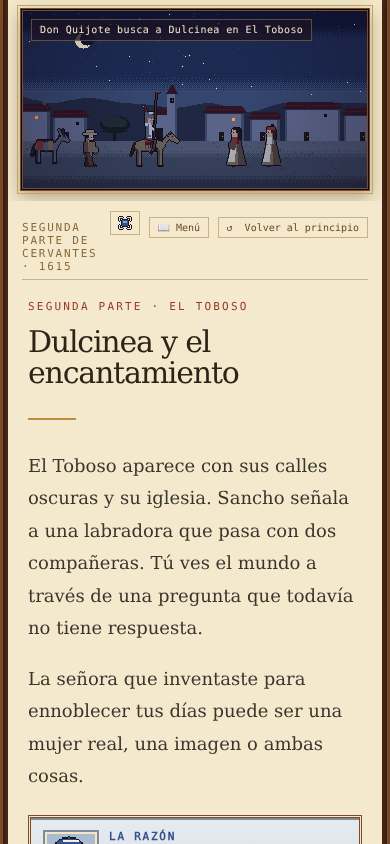 Don Quijote busca a Dulcinea en El Toboso
SEGUNDA
PARTE DE
CERVANTES
· 1615
📖 Menú
↺ Volver al principio
SEGUNDA PARTE · EL TOBOSO
Dulcinea y el
encantamiento
El Toboso aparece con sus calles
oscuras y su iglesia. Sancho señala
a una labradora que pasa con dos
compañeras. Tú ves el mundo a
través de una pregunta que todavía
no tiene respuesta.
La señora que inventaste para
ennoblecer tus días puede ser una
mujer real, una imagen o ambas
cosas.
LA RAZÓN